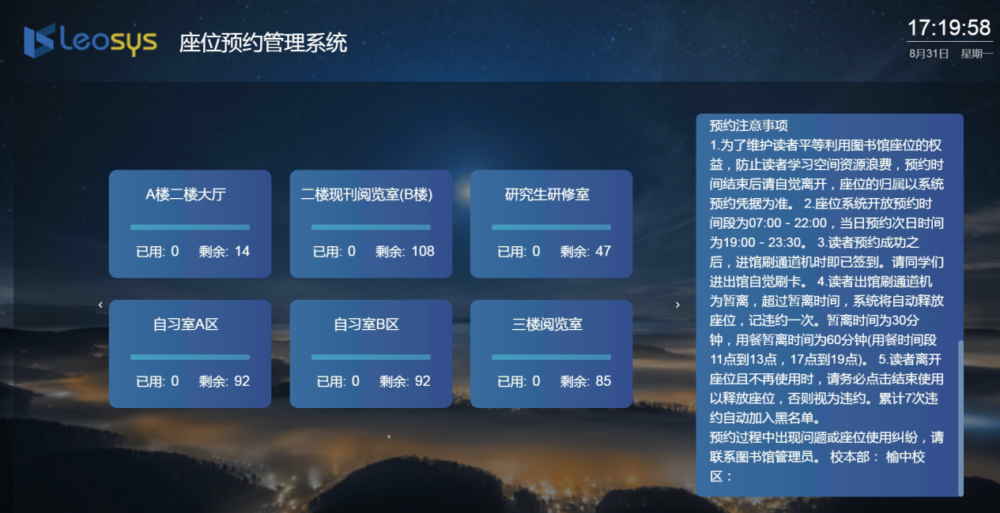 Leosys 座位预约管理系统
17:19:58
8月31日 星期一
A楼二楼大厅
已用: 0 剩余: 14
二楼现刊阅览室(B楼)
已用: 0 剩余: 108
研究生研修室
已用: 0 剩余: 47
自习室A区
已用: 0 剩余: 92
自习室B区
已用: 0 剩余: 92
三楼阅览室
已用: 0 剩余: 85
预约注意事项
1.为了维护读者平等利用图书馆座位的权
益，防止读者学习空间资源浪费，预约时
间结束后请自觉离开，座位的归属以系统
预约凭据为准。 2.座位系统开放预约时
间段为07:00 - 22:00，当日预约次日时间
为19:00 - 23:30。 3.读者预约成功之
后，进馆刷通道机时即已签到。请同学们
进出馆自觉刷卡。 4.读者出馆刷通道机
为暂离，超过暂离时间，系统将自动释放
座位，记违约一次。暂离时间为30分
钟，用餐暂离时间为60分钟(用餐时间段
11点到13点，17点到19点)。 5.读者离开
座位且不再使用时，请务必点击结束使用
以释放座位，否则视为违约。累计7次违
约自动加入黑名单。
预约过程中出现问题或座位使用纠纷，请
联系图书馆管理员。 校本部： 榆中校
区：